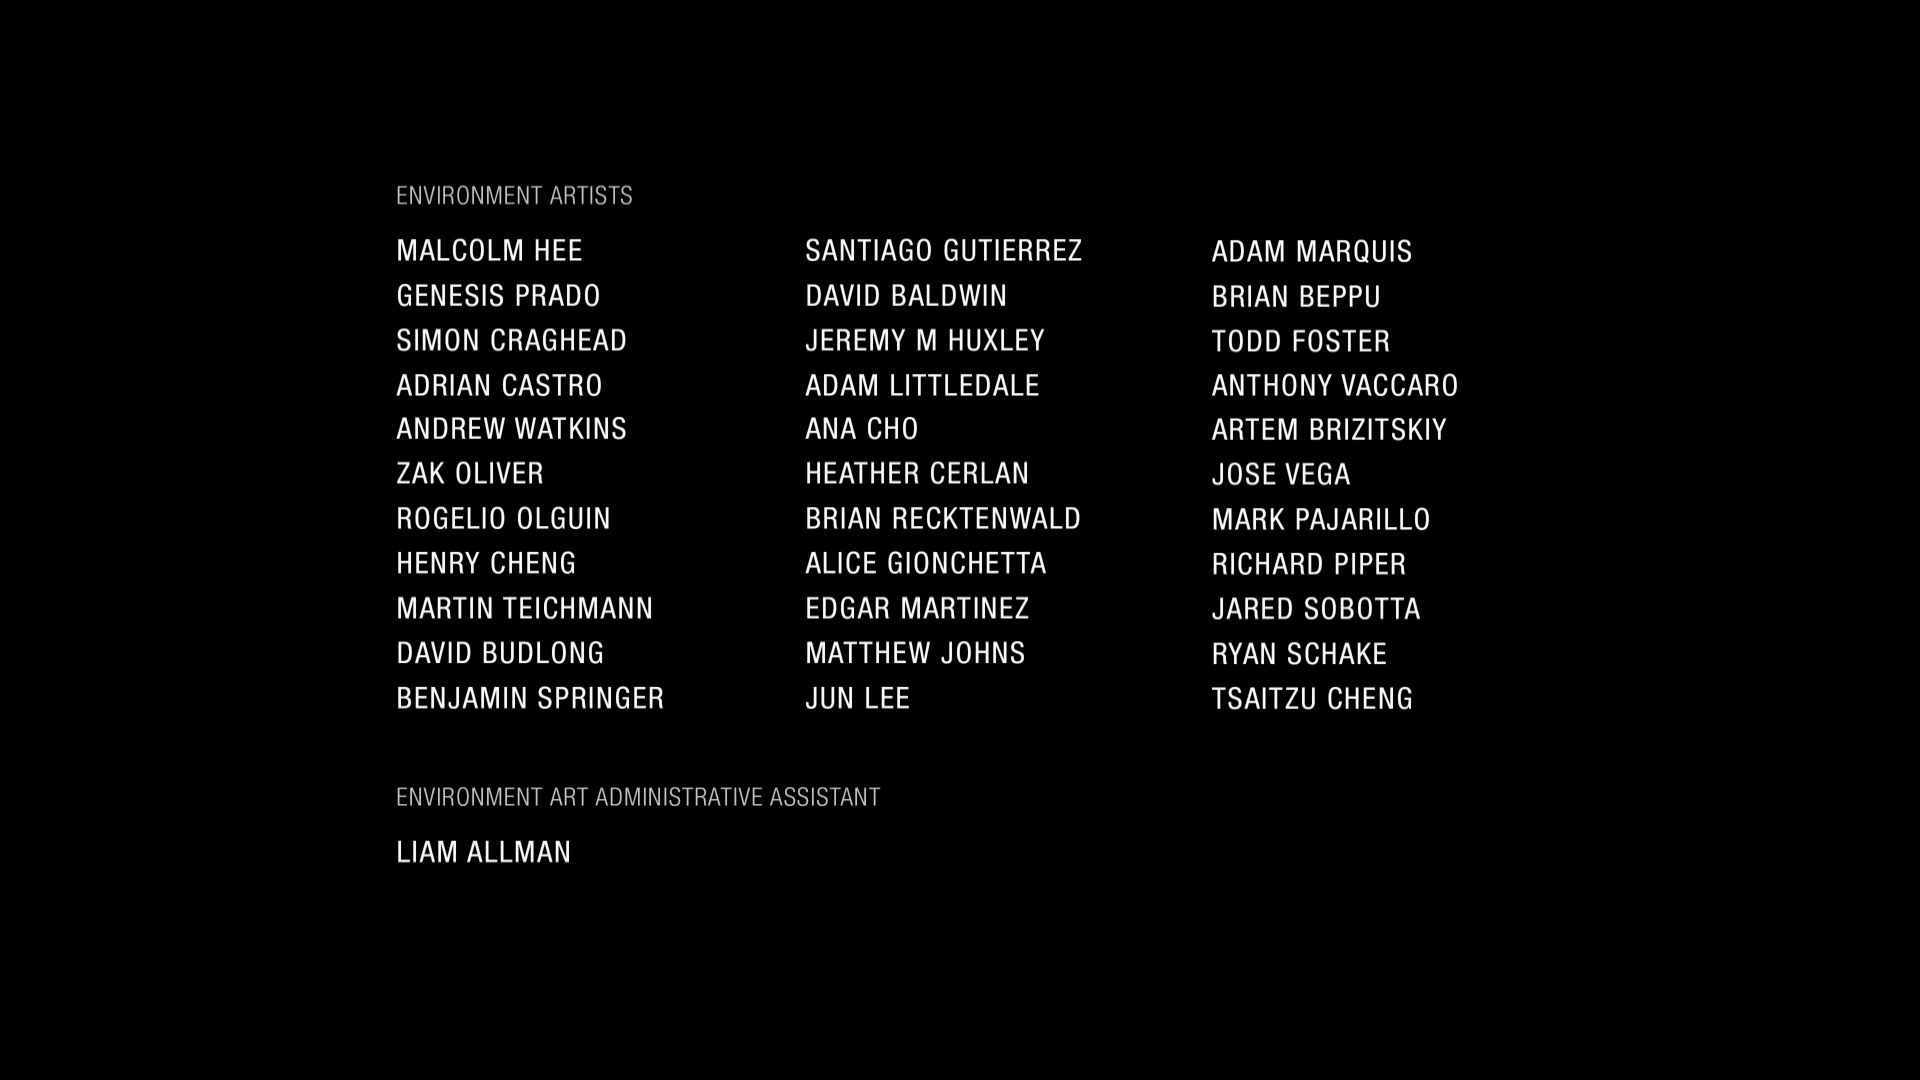 ENVIRONMENT ARTISTS
MALCOLM HEE
GENESIS PRADO
SIMON CRAGHEAD
ADRIAN CASTRO
ANDREW WATKINS
ZAK OLIVER
ROGELIO OLGUIN
HENRY CHENG
MARTIN TEICHMANN
DAVID BUDLONG
BENJAMIN SPRINGER
SANTIAGO GUTIERREZ
DAVID BALDWIN
JEREMY M HUXLEY
ADAM LITTLEDALE
ANA CHO
HEATHER CERLAN
BRIAN RECKTENWALD
ALICE GIONCHETTA
EDGAR MARTINEZ
MATTHEW JOHNS
JUN LEE
ADAM MARQUIS
BRIAN BEPPU
TODD FOSTER
ANTHONY VACCARO
ARTEM BRIZITSKIY
JOSE VEGA
MARK PAJARILLO
RICHARD PIPER
JARED SOBOTTA
RYAN SCHAKE
TSAITZU CHENG
ENVIRONMENT ART ADMINISTRATIVE ASSISTANT
LIAM ALLMAN